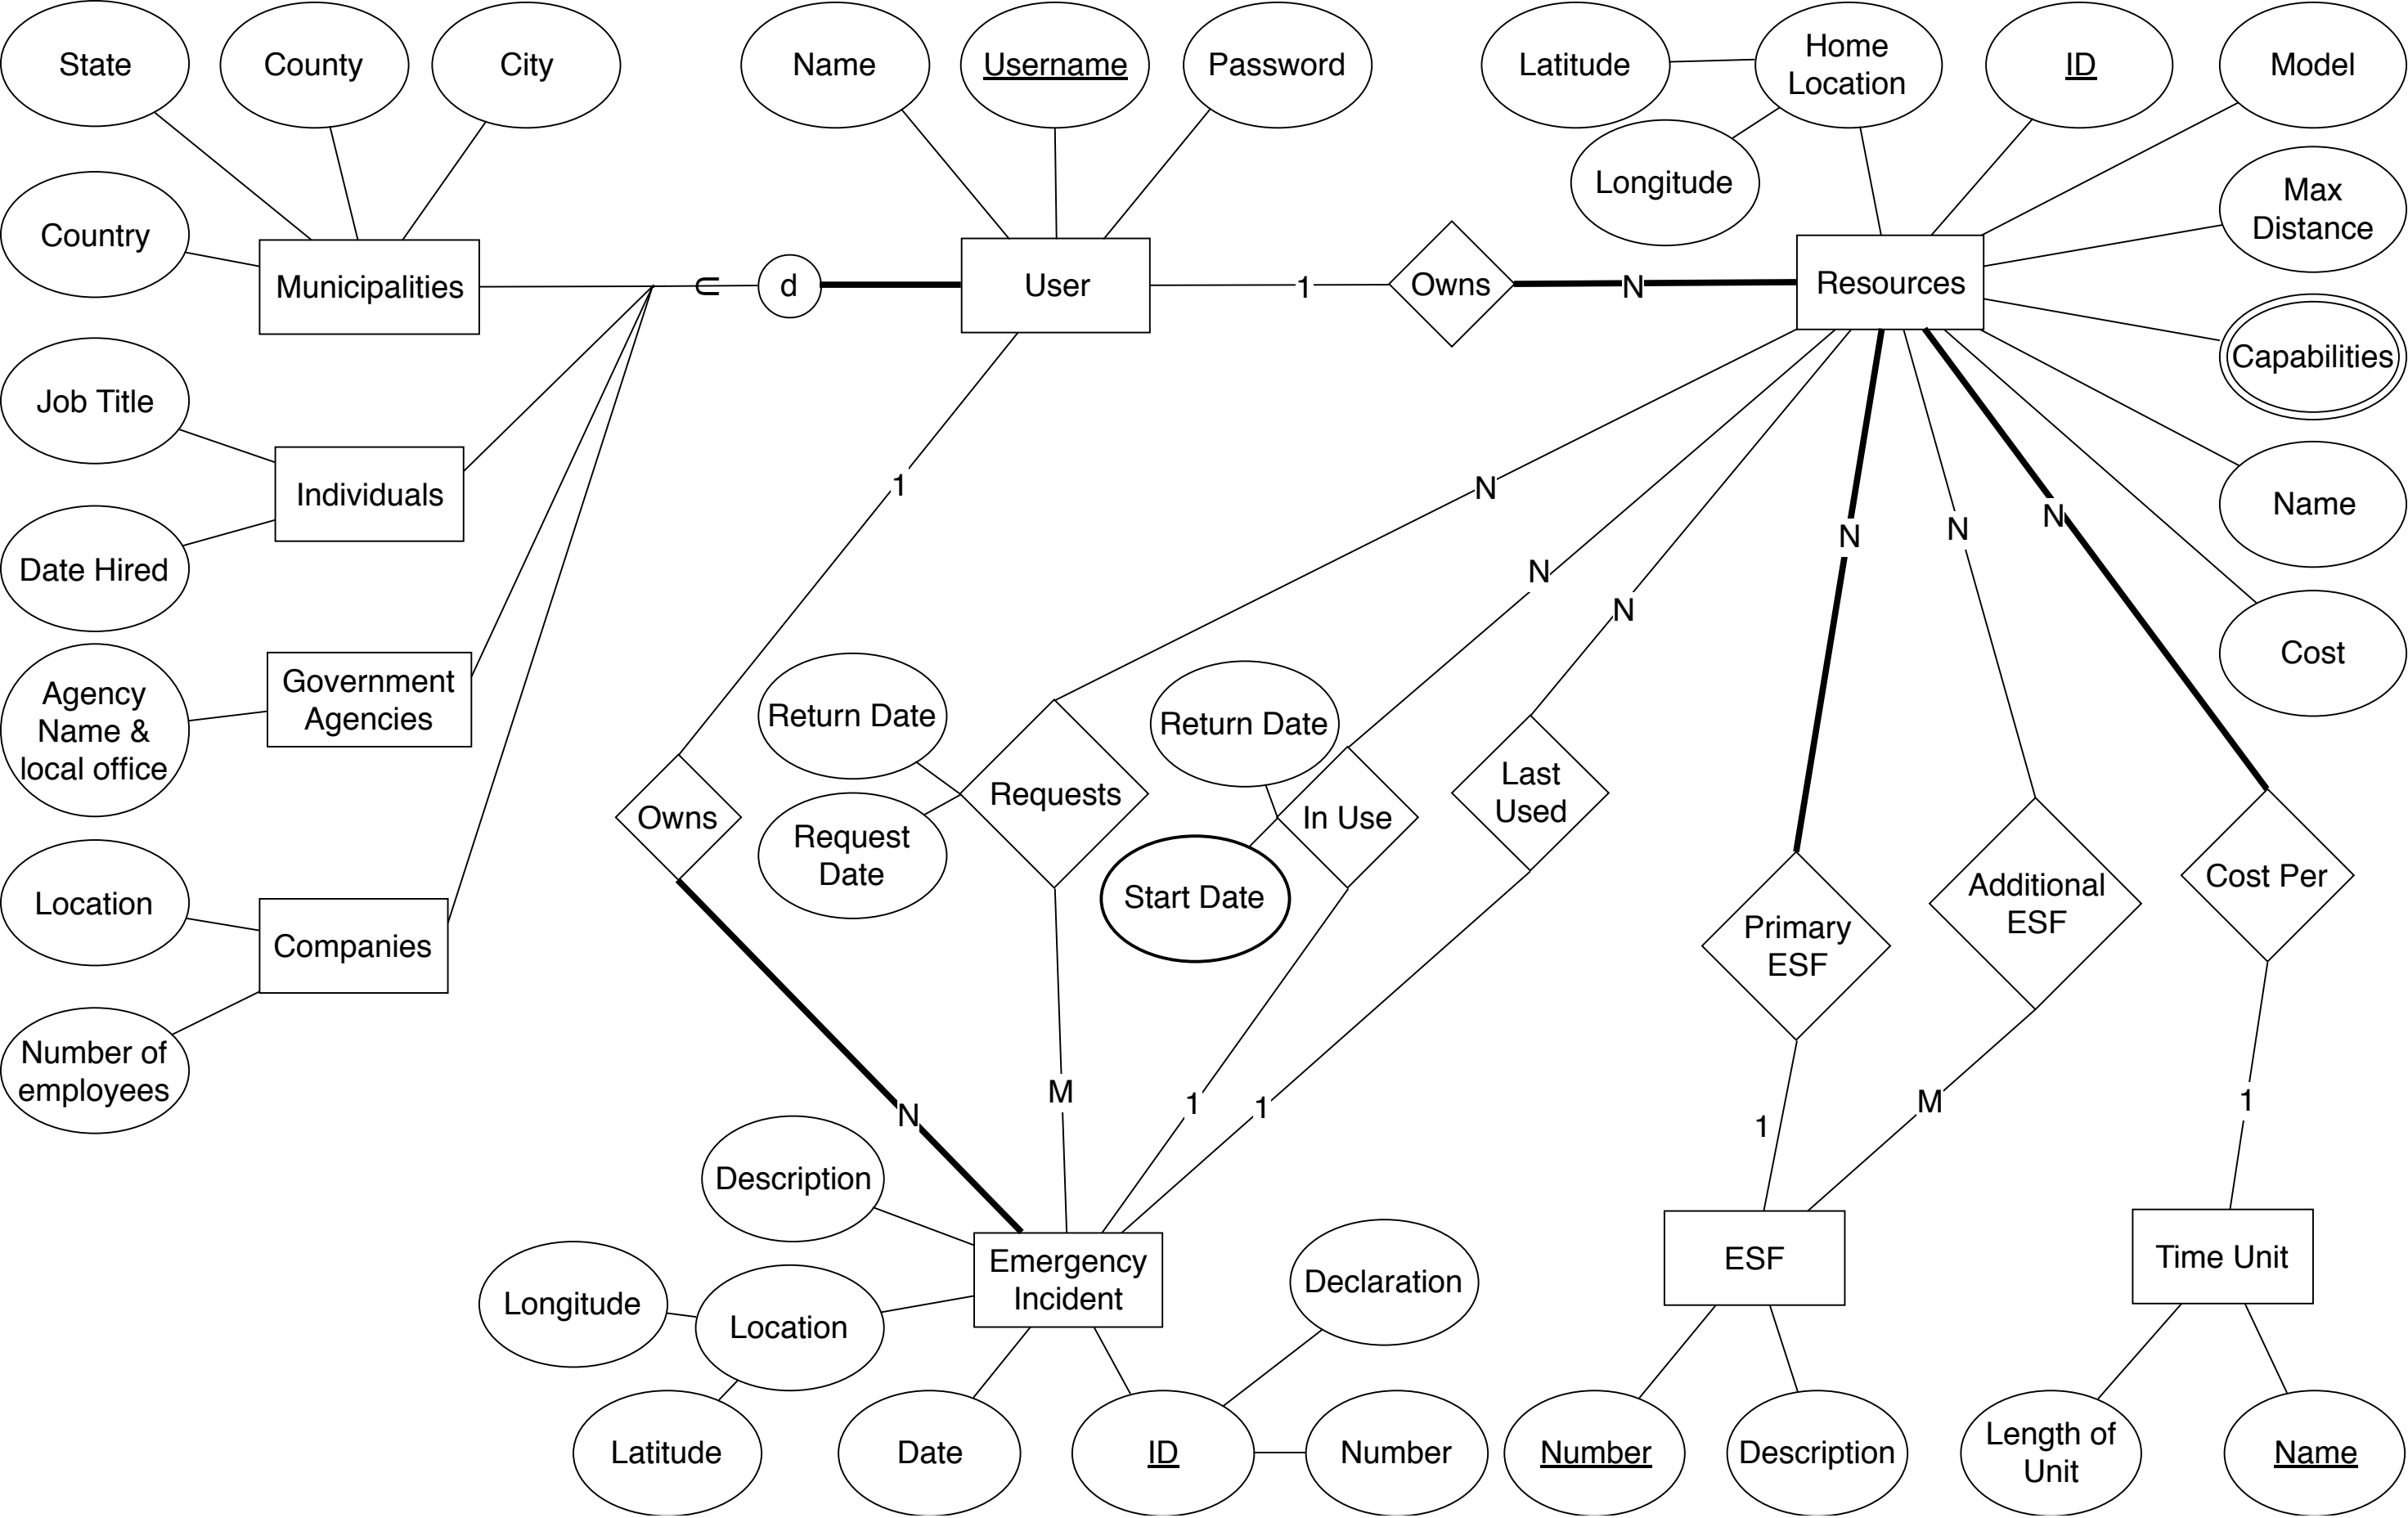 State
County
City
Name
Username
Password
Latitude
Home
Location
ID
Model
Longitude
Max
Distance
Country
Municipalities
⊂
d
User
1
Owns
N
Resources
Capabilities
Job Title
Individuals
Date Hired
1
N
N
N
N
N
N
Name
Cost
Government
Agencies
Agency
Name &
local office
Return Date
Request
Date
Requests
Return Date
Start Date
In Use
Last
Used
Owns
Primary
ESF
Additional
ESF
Cost Per
Location
Companies
Number of
employees
N
M
1
1
1
M
1
Description
Longitude
Location
Latitude
Emergency
Incident
Declaration
Date
ID
Number
ESF
Number
Description
Time Unit
Length of
Unit
Name